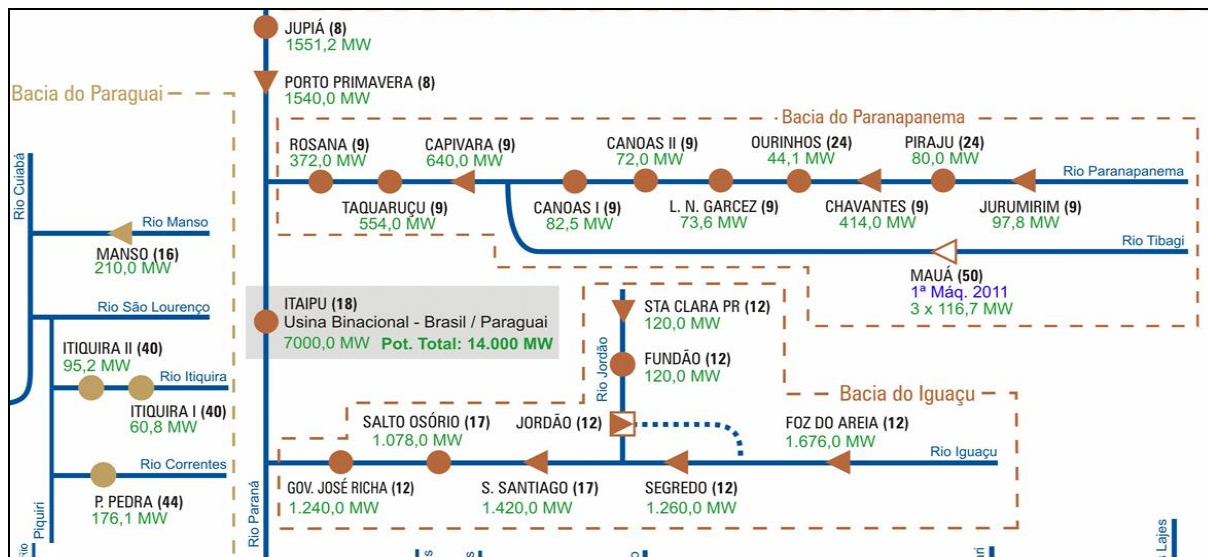 JUPIÁ (8)
1551,2 MW
PORTO PRIMAVERA (8)
1540,0 MW
Bacia do Paraguai
Bacia do Paranapanema
ROSANA (9)
372,0 MW
CAPIVARA (9)
640,0 MW
CANOAS II (9)
72,0 MW
OURINHOS (24)
44,1 MW
PIRAJU (24)
80,0 MW
Rio Paranapanema
TAQUARUÇU (9)
554,0 MW
CANOAS I (9)
82,5 MW
L. N. GARCEZ (9)
73,6 MW
CHAVANTES (9)
414,0 MW
JURUMIRIM (9)
97,8 MW
Rio Cuiabá
Rio Manso
MANSO (16)
210,0 MW
Rio Tibagi
MAUÁ (50)
1ª Máq. 2011
3 x 116,7 MW
Rio São Lourenço
ITAIPU (18)
Usina Binacional - Brasil / Paraguai
7000,0 MW Pot. Total: 14.000 MW
STA CLARA PR (12)
120,0 MW
Rio Jordão
FUNDÃO (12)
120,0 MW
ITIQUIRA II (40)
95,2 MW
Rio Itiquira
ITIQUIRA I (40)
60,8 MW
Bacia do Iguaçu
SALTO OSÓRIO (17)
1.078,0 MW
JORDÃO (12)
FOZ DO AREIA (12)
1.676,0 MW
Rio Iguaçu
Rio Correntes
P. PEDRA (44)
176,1 MW
GOV. JOSÉ RICHA (12)
1.240,0 MW
S. SANTIAGO (17)
1.420,0 MW
SEGREDO (12)
1.260,0 MW
Rio Paraná
Piquiri
Rio
Lajes